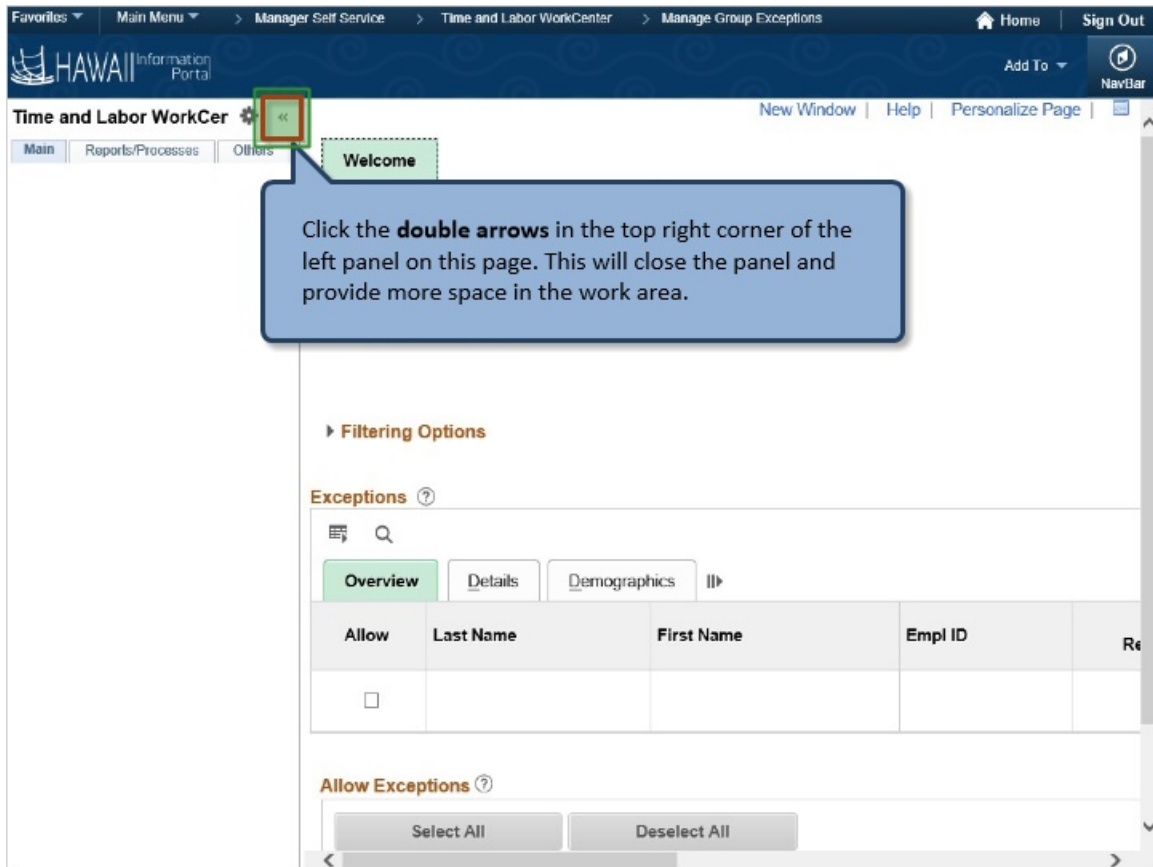 Favorites Main Menu > Manager Self Service > Time and Labor WorkCenter > Manage Group Exceptions Home Sign Out
HAWAII Information Portal
Add To
NavBar
Time and Labor WorkCer «
New Window | Help | Personalize Page |
Main Reports/Processes Others
Welcome
Click the double arrows in the top right corner of the
left panel on this page. This will close the panel and
provide more space in the work area.
Filtering Options
Exceptions ?
Overview Details Demographics
Allow Last Name First Name Empl ID Re
Allow Exceptions ?
Select All Deselect All